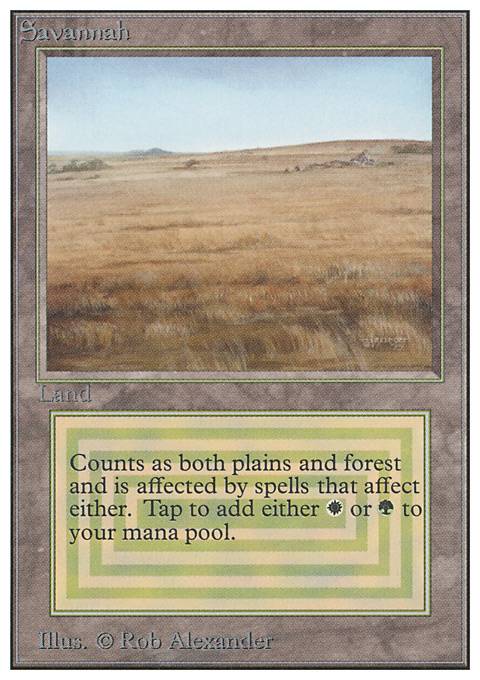 Savannah
Land
Counts as both plains and forest
and is affected by spells that affect
either. Tap to add either or to
your mana pool.
Illus. © Rob Alexander